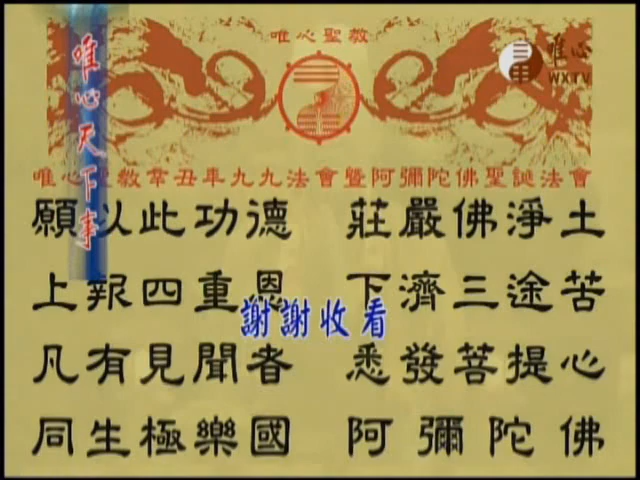 唯心聖教
唯心
WXTV
唯心天下事
唯心聖教辛丑年九九法會暨阿彌陀佛聖誕法會
願以此功德 莊嚴佛淨土
上報四重恩 下濟三途苦
謝謝收看
凡有見聞者 悉發菩提心
同生極樂國 阿彌陀佛